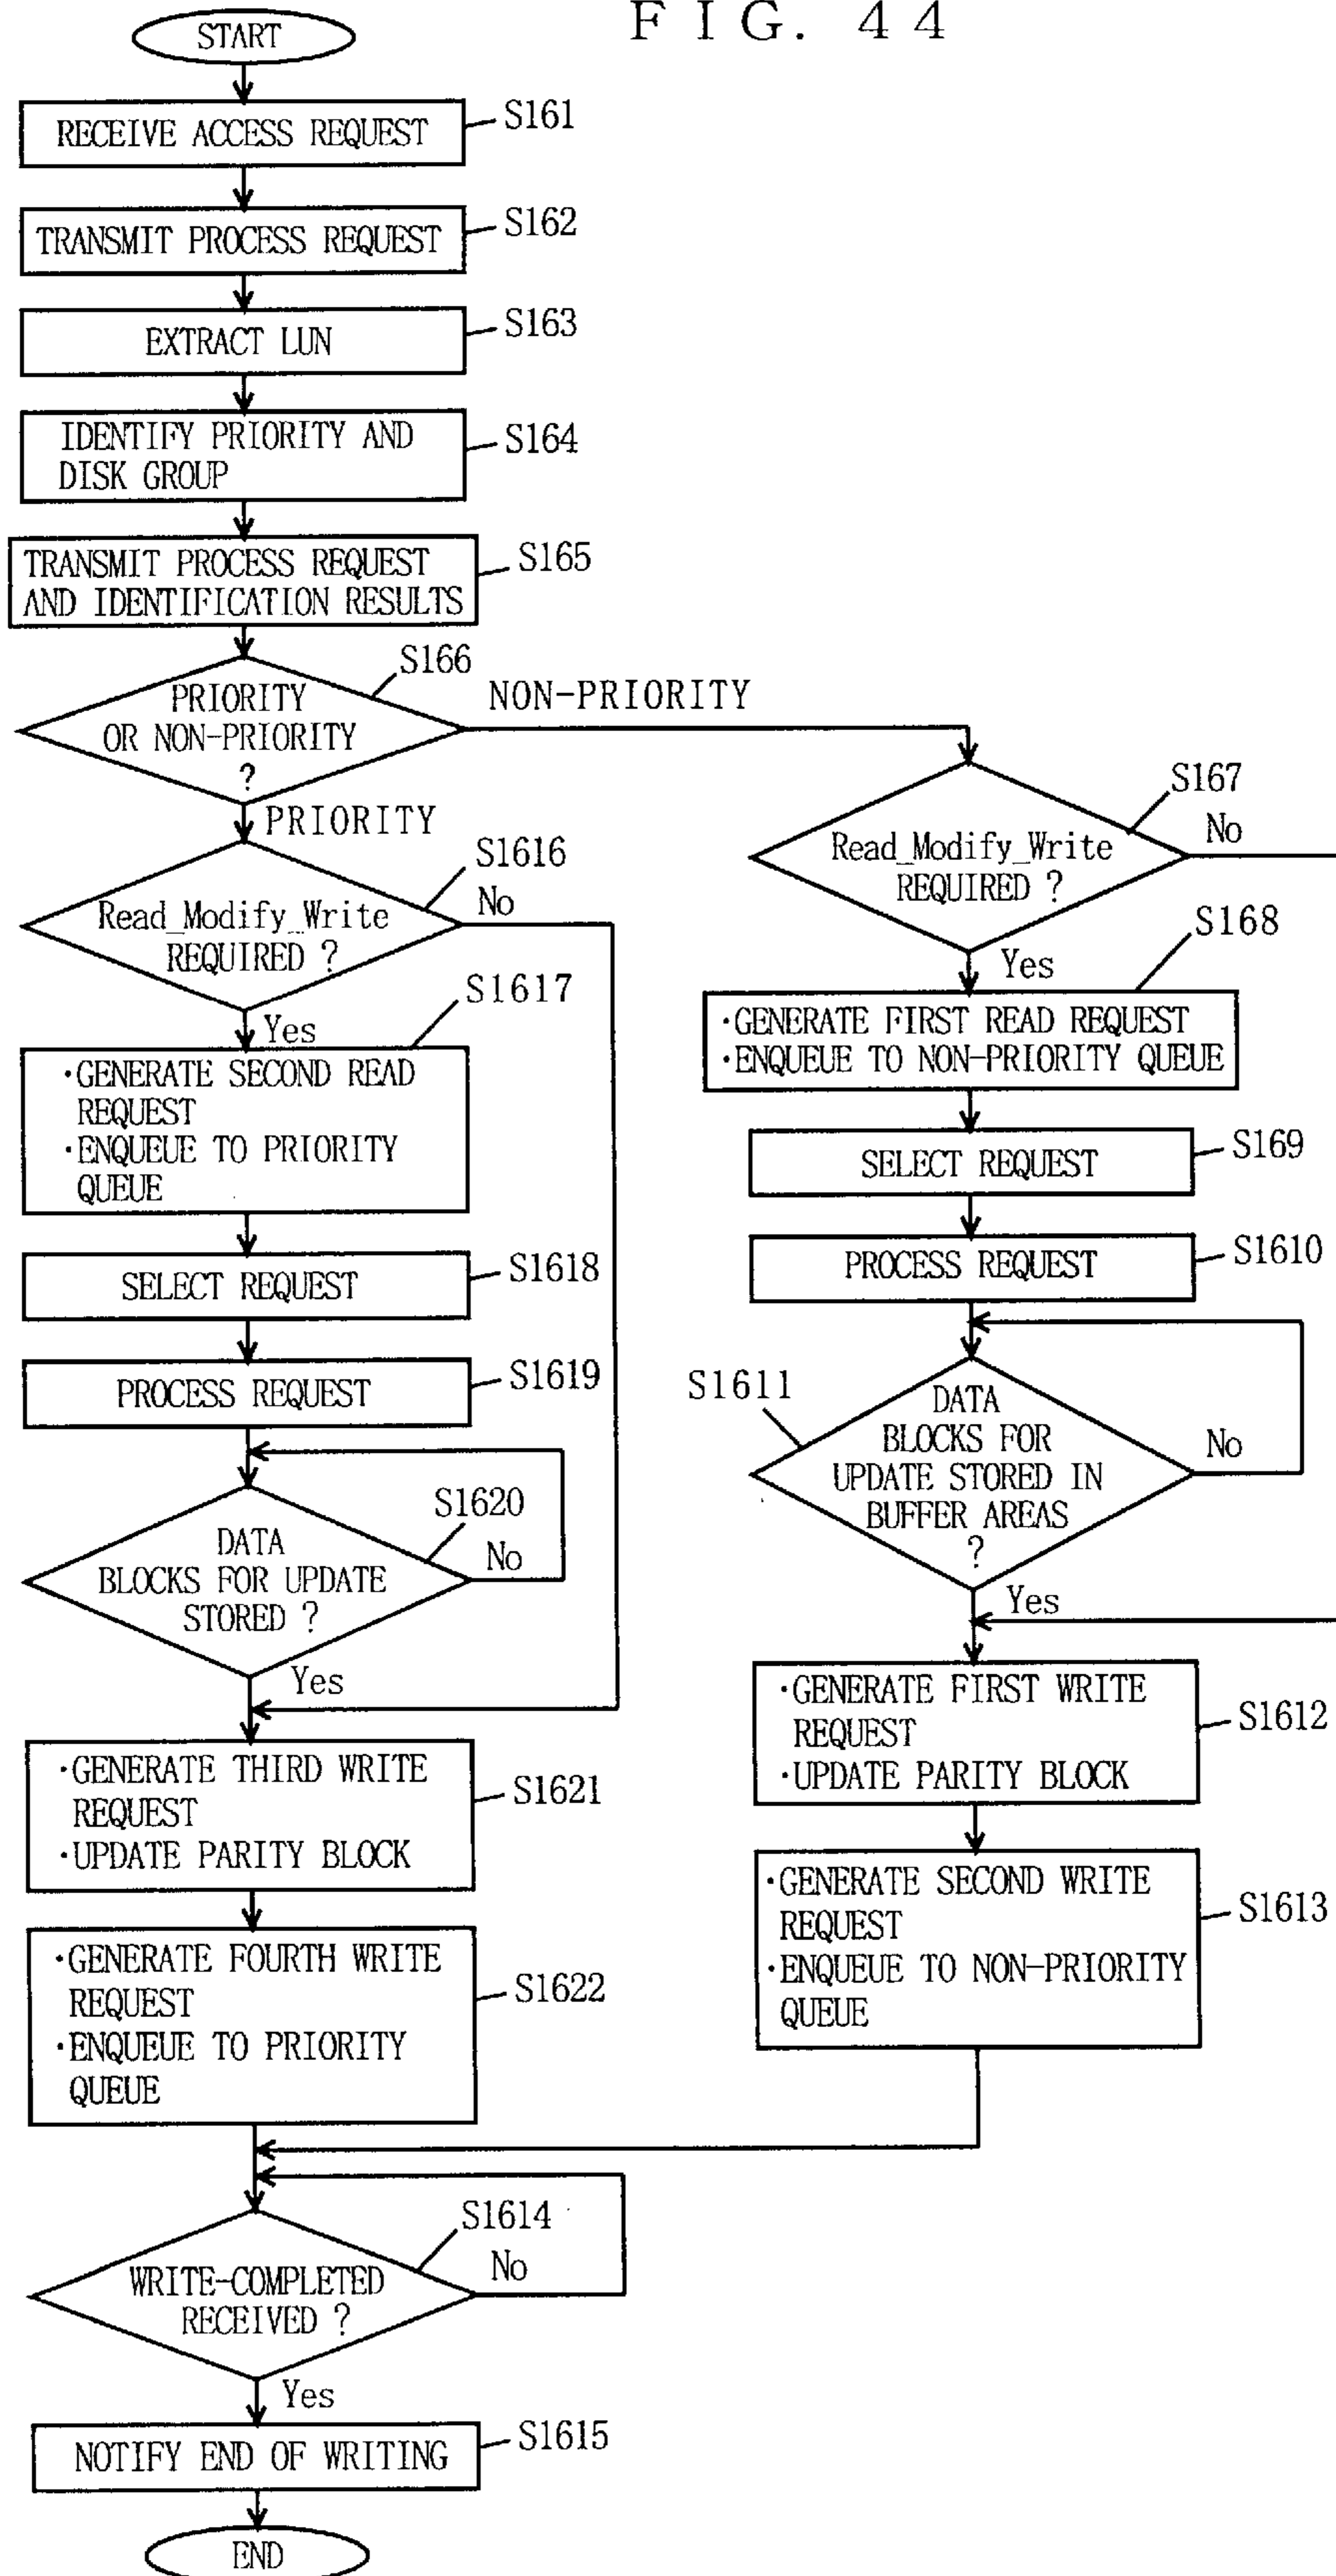 FIG. 44
START
RECEIVE ACCESS REQUEST
S161
TRANSMIT PROCESS REQUEST
S162
EXTRACT LUN
S163
IDENTIFY PRIORITY AND
DISK GROUP
S164
TRANSMIT PROCESS REQUEST
AND IDENTIFICATION RESULTS
S165
PRIORITY
OR NON-PRIORITY
?
S166
NON-PRIORITY
PRIORITY
Read_Modify_Write
REQUIRED ?
S1616
No
Yes
·GENERATE SECOND READ
REQUEST
·ENQUEUE TO PRIORITY
QUEUE
S1617
SELECT REQUEST
S1618
PROCESS REQUEST
S1619
DATA
BLOCKS FOR UPDATE
STORED ?
S1620
No
Yes
·GENERATE THIRD WRITE
REQUEST
·UPDATE PARITY BLOCK
S1621
·GENERATE FOURTH WRITE
REQUEST
·ENQUEUE TO PRIORITY
QUEUE
S1622
Read_Modify_Write
REQUIRED ?
S167
No
Yes
·GENERATE FIRST READ REQUEST
·ENQUEUE TO NON-PRIORITY QUEUE
S168
SELECT REQUEST
S169
PROCESS REQUEST
S1610
DATA
BLOCKS FOR
UPDATE STORED IN
BUFFER AREAS
?
S1611
No
Yes
·GENERATE FIRST WRITE
REQUEST
·UPDATE PARITY BLOCK
S1612
·GENERATE SECOND WRITE
REQUEST
·ENQUEUE TO NON-PRIORITY
QUEUE
S1613
WRITE-COMPLETED
RECEIVED ?
S1614
No
Yes
NOTIFY END OF WRITING
S1615
END